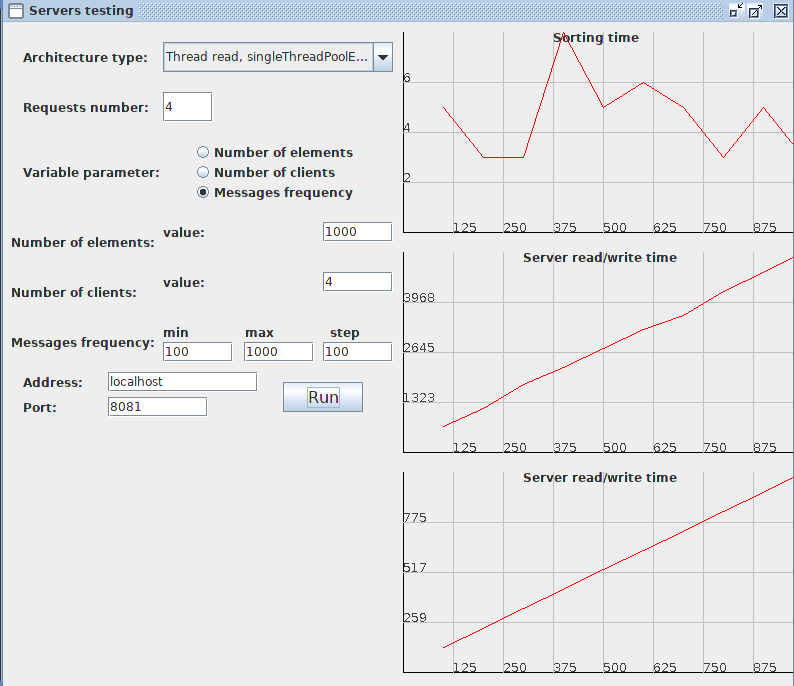 Servers testing
Architecture type: Thread read, singleThreadPoolE...
Requests number: 4
Variable parameter:
Number of elements
Number of clients
Messages frequency
Number of elements: value: 1000
Number of clients: value: 4
min max step
Messages frequency: 100 1000 100
Address: localhost
Port: 8081
Run
Sorting time
6
4
2
125 250 375 500 625 750 875
Server read/write time
3968
2645
1323
125 250 375 500 625 750 875
Server read/write time
775
517
259
125 250 375 500 625 750 875